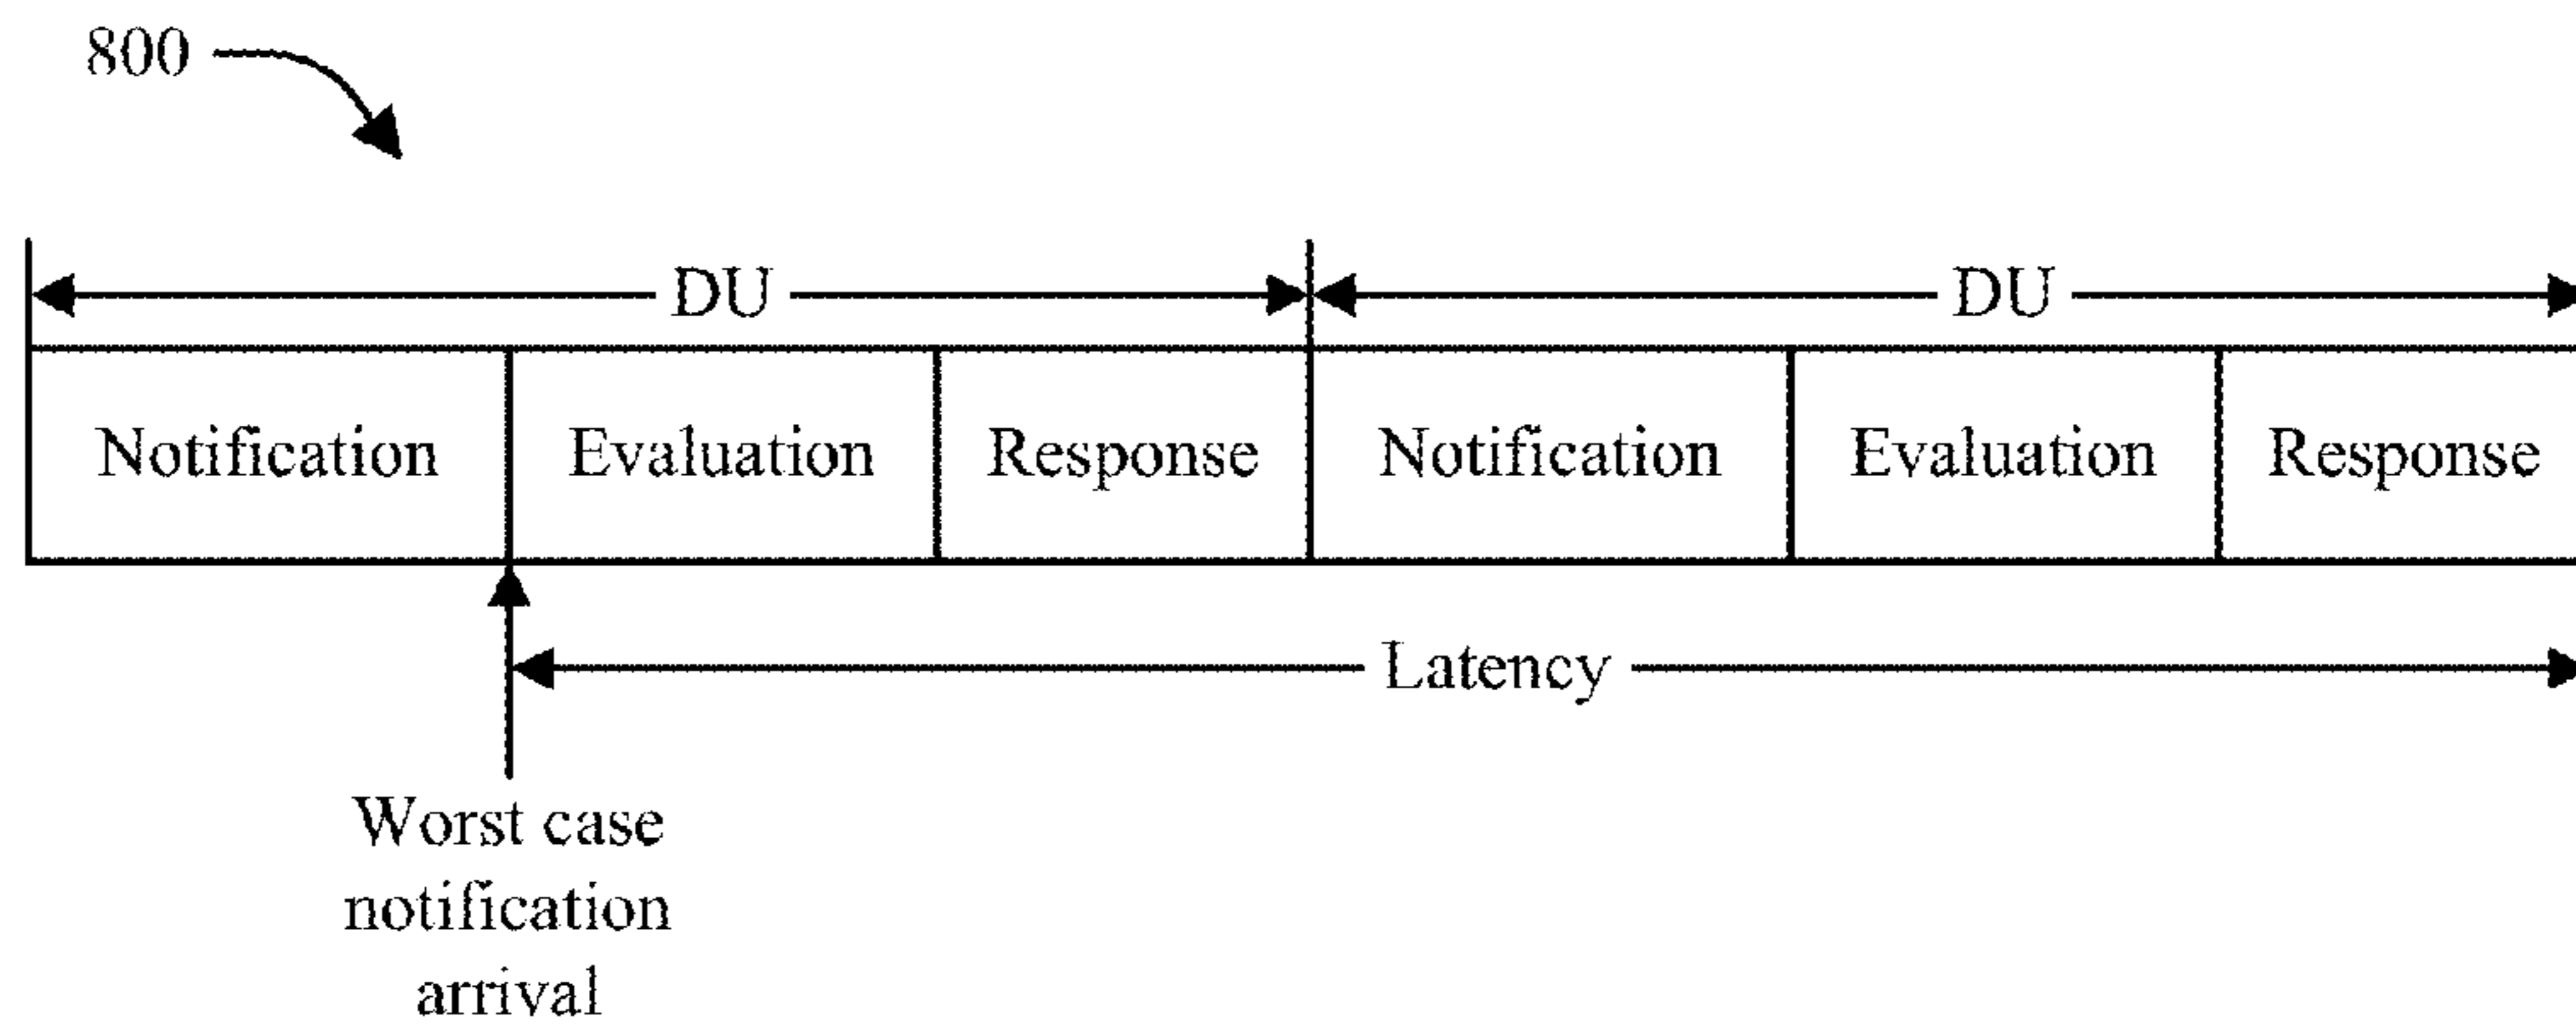 800
DU DU
Notification Evaluation Response Notification Evaluation Response
Latency
Worst case
notification
arrival